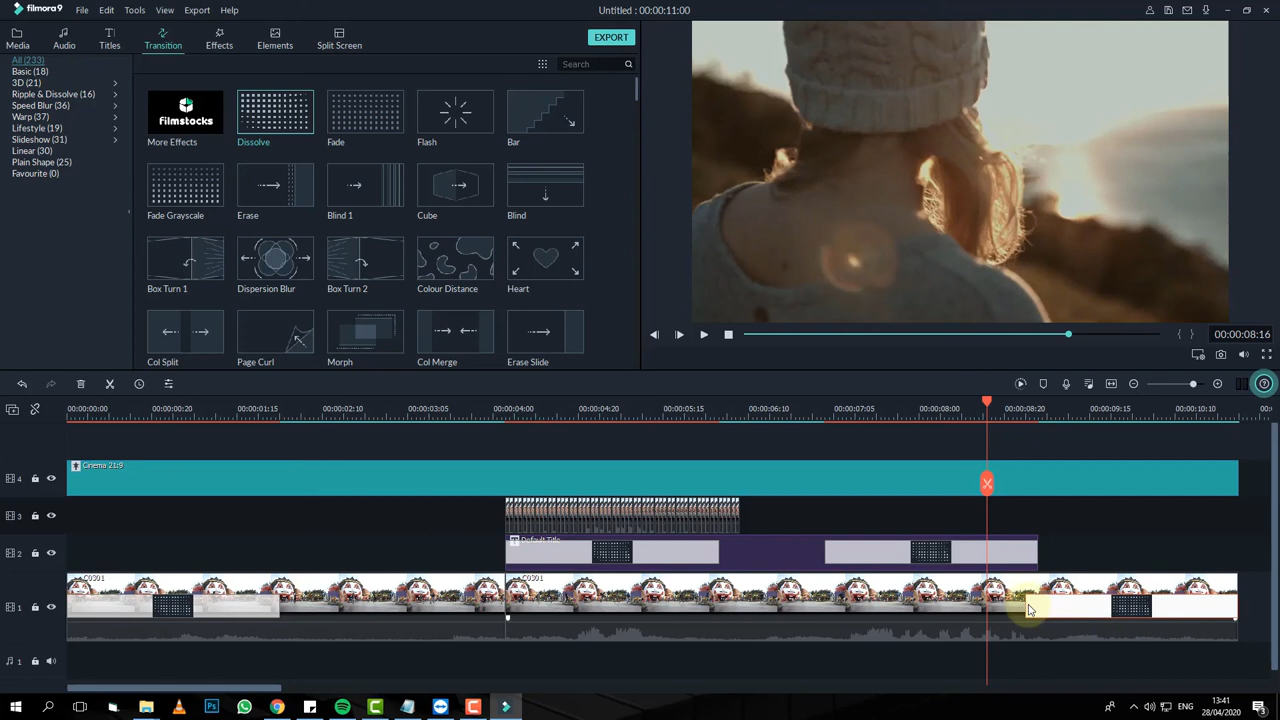 filmora9 File Edit Tools View Export Help Untitled : 00:00:11:00
Media Audio Titles Transition Effects Elements Split Screen EXPORT
All (233)
Basic (18)
3D (21)
Ripple & Dissolve (16)
Speed Blur (36)
Warp (37)
Lifestyle (19)
Slideshow (31)
Linear (30)
Plain Shape (25)
Favourite (0)
Search
filmstocks
More Effects Dissolve Fade Flash Bar
Fade Grayscale Erase Blind 1 Cube Blind
Box Turn 1 Dispersion Blur Box Turn 2 Colour Distance Heart
Col Split Page Curl Morph Col Merge Erase Slide
{ } 00:00:08:16
00:00:00:00 00:00:00:20 00:00:01:15 00:00:02:10 00:00:03:05 00:00:04:00 00:00:04:20 00:00:05:15 00:00:06:10 00:00:07:05 00:00:08:00 00:00:08:20 00:00:09:15 00:00:10:10 00:0
4 Cinema 21:9
3
2 Default Title
1 C0301 C0301
1
Ps ENG 13:41
28/04/2020 3